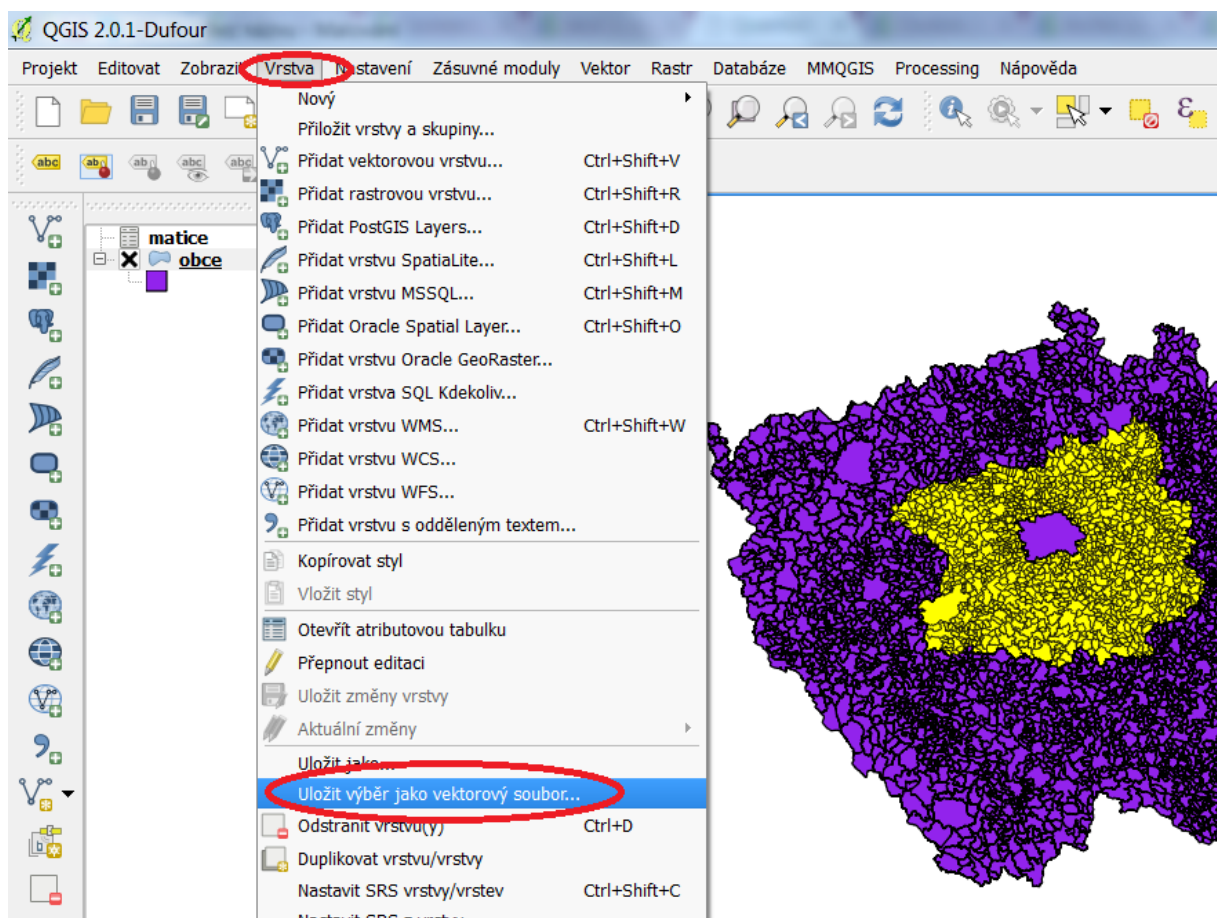 QGIS 2.0.1-Dufour
Projekt Editovat Zobrazit Vrstva Nastavení Zásuvné moduly Vektor Rastr Databáze MMQGIS Processing Nápověda
Nový
Přiložit vrstvy a skupiny...
abc ab ab abc abc
Přidat vektorovou vrstvu... Ctrl+Shift+V
Přidat rastrovou vrstvu... Ctrl+Shift+R
Přidat PostGIS Layers... Ctrl+Shift+D
matice
obce
Přidat vrstvu SpatiaLite... Ctrl+Shift+L
Přidat vrstvu MSSQL... Ctrl+Shift+M
Přidat Oracle Spatial Layer... Ctrl+Shift+O
Přidat vrstvu Oracle GeoRaster...
Přidat vrstva SQL Kdekoliv...
Přidat vrstvu WMS... Ctrl+Shift+W
Přidat vrstvu WCS...
Přidat vrstvu WFS...
Přidat vrstvu s odděleným textem...
Kopírovat styl
Vložit styl
Otevřít atributovou tabulku
Přepnout editaci
Uložit změny vrstvy
Aktuální změny
Uložit jako...
Uložit výběr jako vektorový soubor...
Odstranit vrstvu(y) Ctrl+D
Duplikovat vrstvu/vrstvy
Nastavit SRS vrstvy/vrstev Ctrl+Shift+C